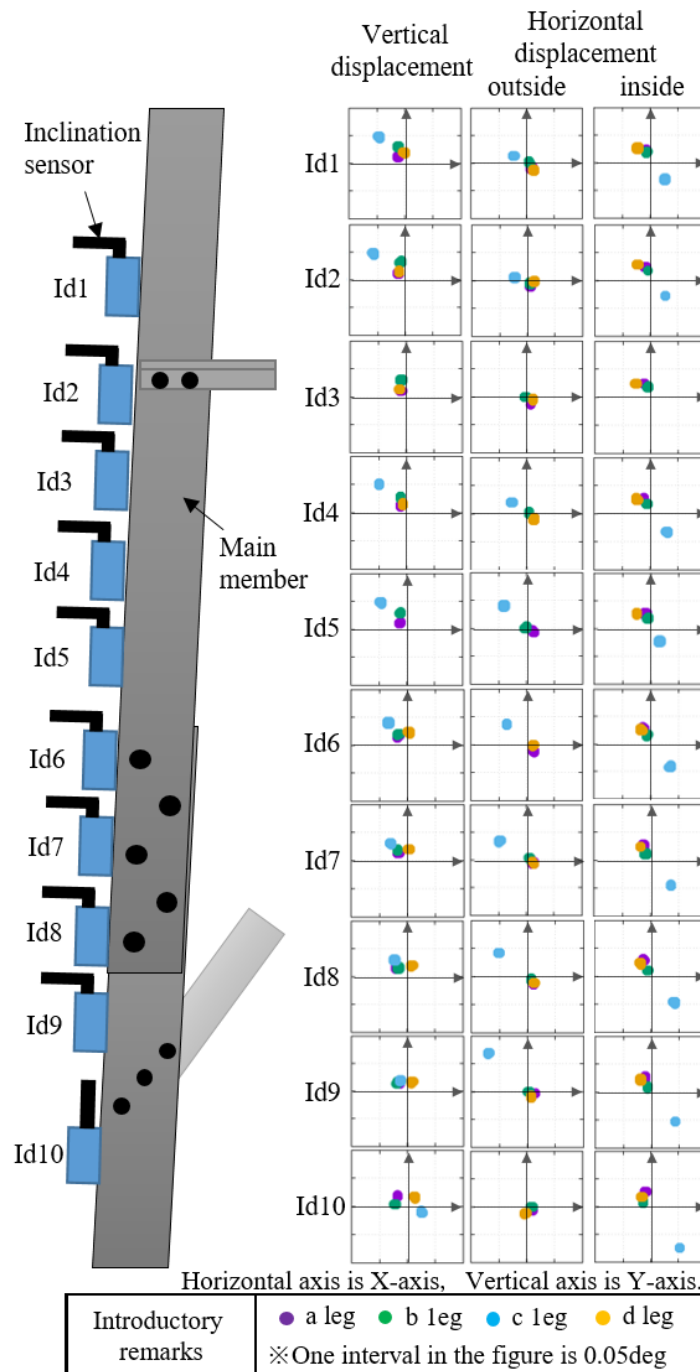 Vertical
displacement
Horizontal
displacement
outside
inside
Inclination
sensor
Id1
Id2
Id3
Id4
Id5
Id6
Id7
Id8
Id9
Id10
Main
member
Id1
Id2
Id3
Id4
Id5
Id6
Id7
Id8
Id9
Id10
Horizontal axis is X-axis, Vertical axis is Y-axis.
Introductory
remarks
a leg b 1eg c 1eg d leg
※One interval in the figure is 0.05deg